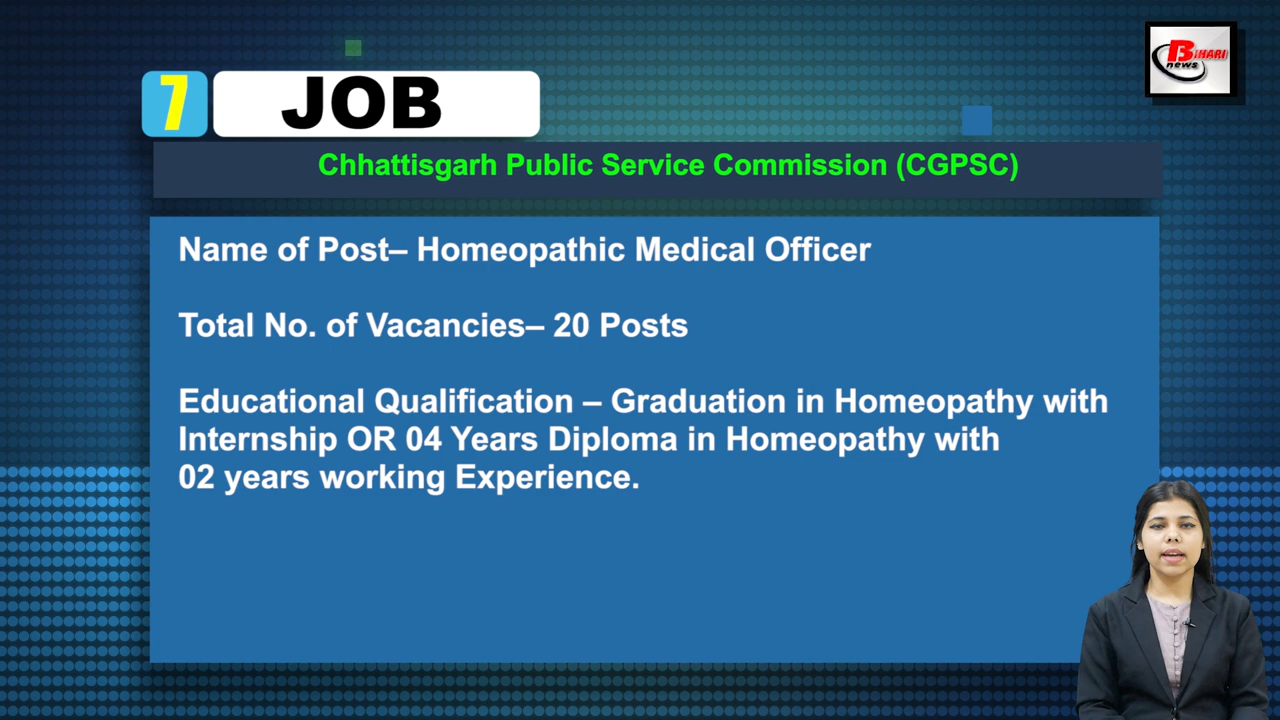 BIHARI
news
7 JOB
Chhattisgarh Public Service Commission (CGPSC)
Name of Post– Homeopathic Medical Officer
Total No. of Vacancies– 20 Posts
Educational Qualification – Graduation in Homeopathy with
Internship OR 04 Years Diploma in Homeopathy with
02 years working Experience.